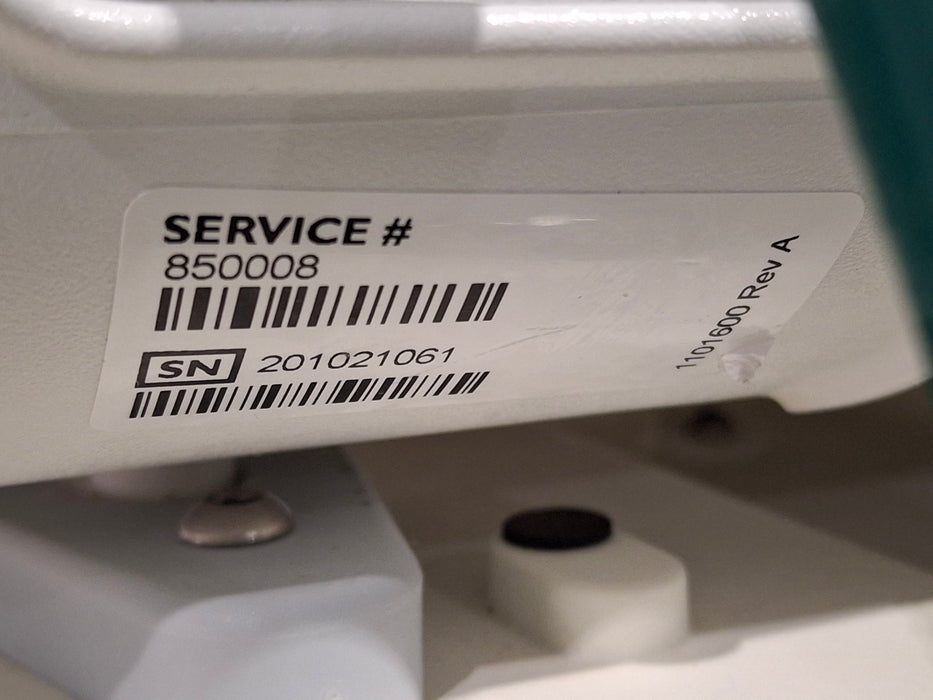 SERVICE #
850008
SN 201021061
1101600 Rev A